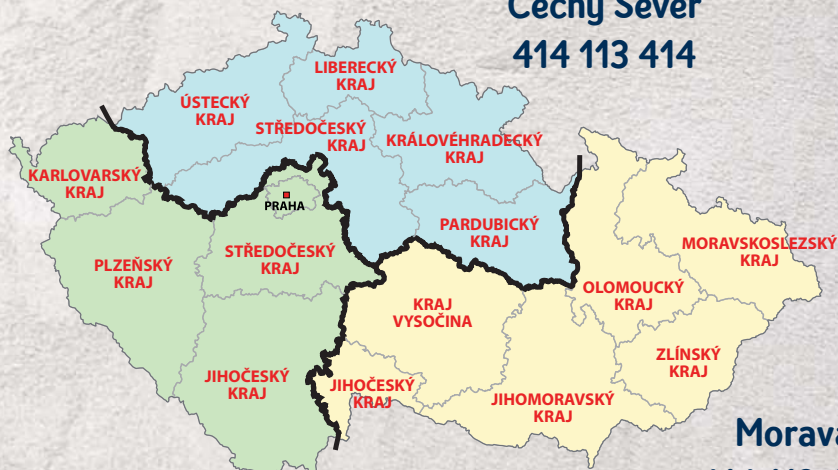 Čechy Sever
414 113 414
LIBERECKÝ
KRAJ
ÚSTECKÝ
KRAJ
STŘEDOČESKÝ
KRAJ
KRÁLOVÉHRADECKÝ
KRAJ
KARLOVARSKÝ
KRAJ
PRAHA
PARDUBICKÝ
KRAJ
STŘEDOČESKÝ
KRAJ
PLZEŇSKÝ
KRAJ
MORAVSKOSLEZSKÝ
KRAJ
OLOMOUCKÝ
KRAJ
KRAJ
VYSOČINA
ZLÍNSKÝ
KRAJ
JIHOČESKÝ
KRAJ
JIHOČESKÝ
KRAJ
JIHOMORAVSKÝ
KRAJ
Morava